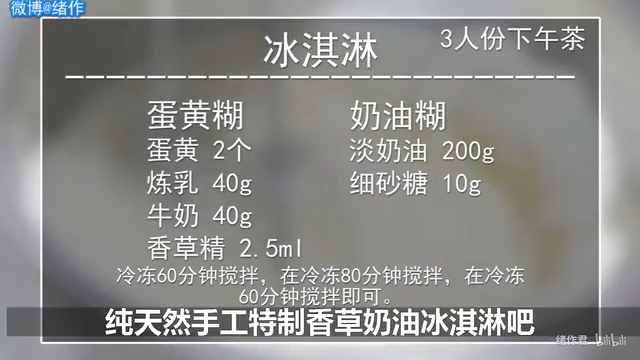 微博@绪作
冰淇淋
3人份下午茶
蛋黄糊
奶油糊
蛋黄 2个
淡奶油 200g
炼乳 40g
细砂糖 10g
牛奶 40g
香草精 2.5ml
冷冻60分钟搅拌，在冷冻80分钟搅拌，在冷冻
60分钟搅拌即可。
纯天然手工特制香草奶油冰淇淋吧
绪作君 bilibili